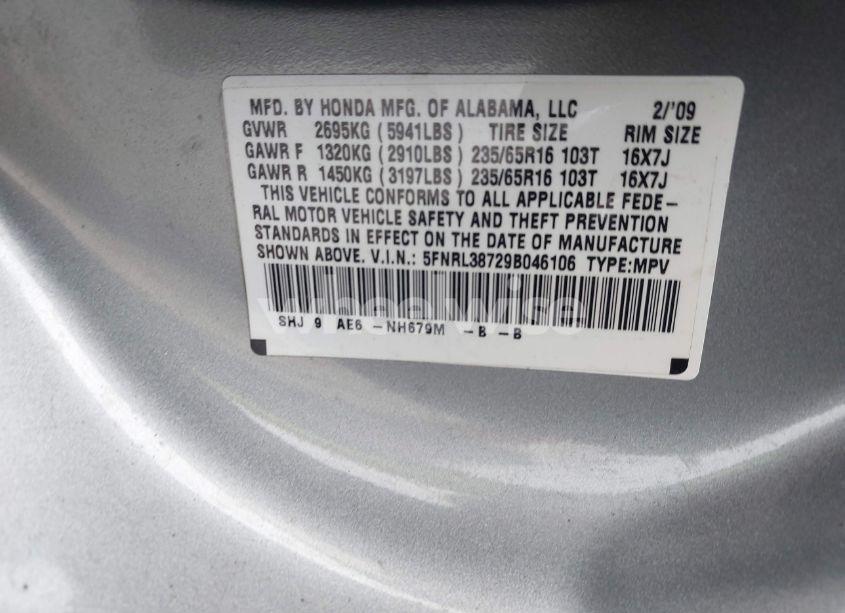 MFD. BY HONDA MFG. OF ALABAMA, LLC 2/'09
GVWR 2695KG (5941LBS) TIRE SIZE RIM SIZE
GAWR F 1320KG (2910LBS) 235/65R16 103T 16X7J
GAWR R 1450KG (3197LBS) 235/65R16 103T 16X7J
THIS VEHICLE CONFORMS TO ALL APPLICABLE FEDE-
RAL MOTOR VEHICLE SAFETY AND THEFT PREVENTION
STANDARDS IN EFFECT ON THE DATE OF MANUFACTURE
SHOWN ABOVE. V.I.N.: 5FNRL38729B046106 TYPE:MPV
wheelwise
SHJ 9 AE6 -NH679M -B -B